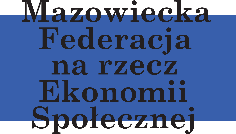 Mazowiecka
Federacja
na rzecz
Ekonomii
Społecznej